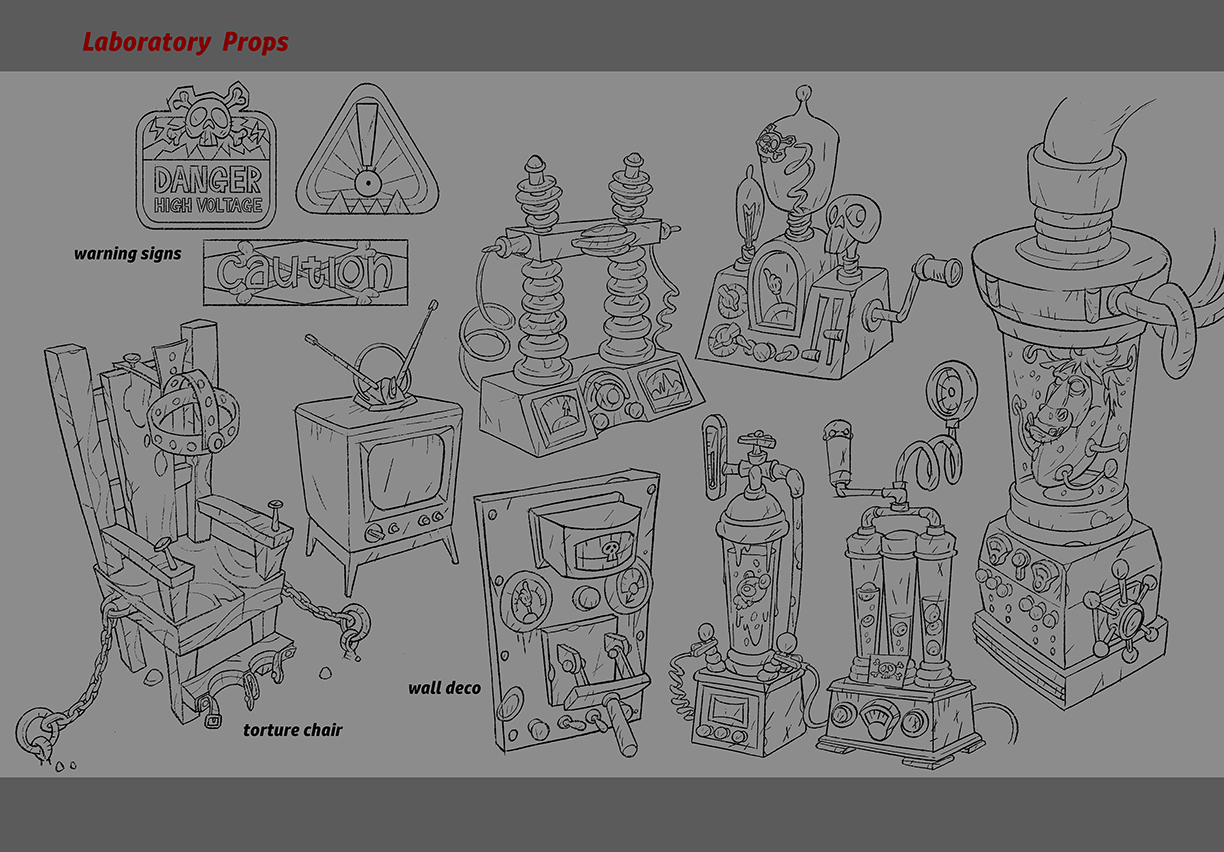 Laboratory Props
DANGER
HIGH VOLTAGE
warning signs
caution
wall deco
torture chair